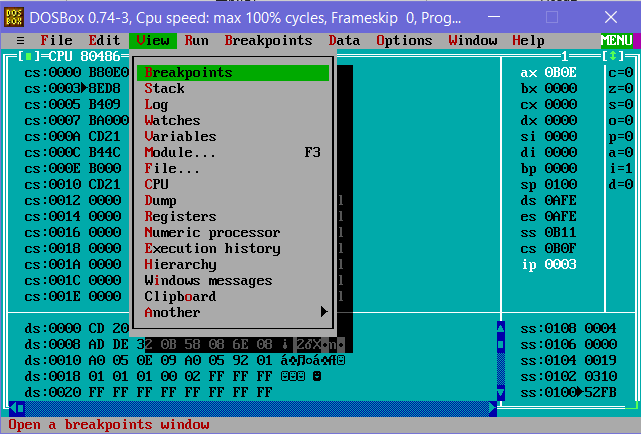 DOSBox 0.74-3, Cpu speed: max 100% cycles, Frameskip 0, Prog...
≡ File Edit View Run Breakpoints Data Options Window Help MENU
[■]=CPU 80486 1=[↕]
cs:0000 B80E0 Breakpoints ax 0B0E c=0
cs:0003▶8ED8 Stack bx 0000 z=0
cs:0005 B409 Log cx 0000 s=0
cs:0007 BA000 Watches dx 0000 o=0
cs:000A CD21 Variables si 0000 p=0
cs:000C B44C Module... F3 di 0000 a=0
cs:000E B000 File... bp 0000 i=1
cs:0010 CD21 CPU sp 0100 d=0
cs:0012 0000 Dump ds 0AFE
cs:0014 0000 Registers es 0AFE
cs:0016 0000 Numeric processor ss 0B11
cs:0018 0000 Execution history cs 0B0F
cs:001A 0000 Hierarchy ip 0003
cs:001C 0000 Windows messages
cs:001E 0000 Clipboard
Another ▶
ds:0000 CD 20 ss:0108 0004
ds:0008 AD DE 32 0B 58 08 6E 08 ss:0106 0000
ds:0010 A0 05 0E 09 A0 05 92 01 ss:0104 0019
ds:0018 01 01 01 00 02 FF FF FF ss:0102 0310
ds:0020 FF FF FF FF FF FF FF FF ss:0100▶52FB
Open a breakpoints window